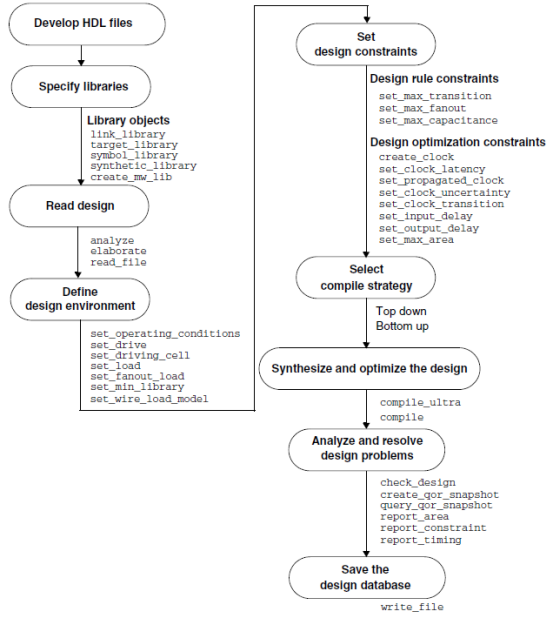 Develop HDL files
Specify libraries
Library objects
link_library
target_library
symbol_library
synthetic_library
create_mw_lib
Read design
analyze
elaborate
read_file
Define
design environment
set_operating_conditions
set_drive
set_driving_cell
set_load
set_fanout_load
set_min_library
set_wire_load_model
Set
design constraints
Design rule constraints
set_max_transition
set_max_fanout
set_max_capacitance
Design optimization constraints
create_clock
set_clock_latency
set_propagated_clock
set_clock_uncertainty
set_clock_transition
set_input_delay
set_output_delay
set_max_area
Select
compile strategy
Top down
Bottom up
Synthesize and optimize the design
compile_ultra
compile
Analyze and resolve
design problems
check_design
create_qor_snapshot
query_qor_snapshot
report_area
report_constraint
report_timing
Save the
design database
write_file